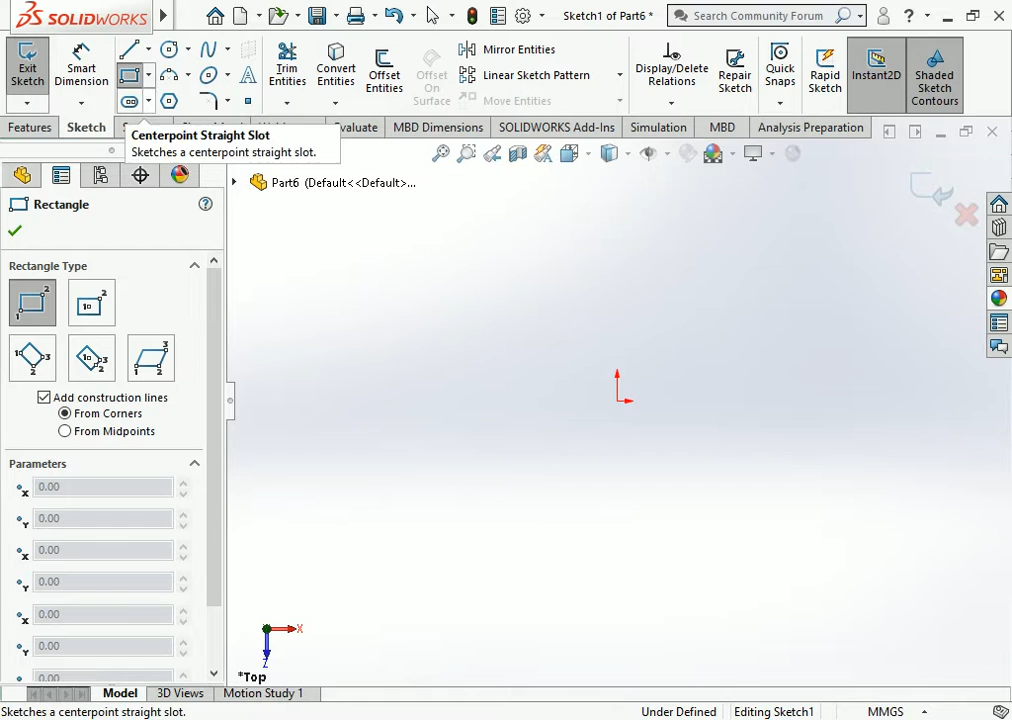 SOLIDWORKS
Sketch1 of Part6 *
Search Community Forum
?
Exit Sketch
Smart Dimension
Trim Entities
Convert Entities
Offset Entities
Offset On Surface
Mirror Entities
Linear Sketch Pattern
Move Entities
Display/Delete Relations
Repair Sketch
Quick Snaps
Rapid Sketch
Instant2D
Shaded Sketch Contours
Features
Sketch
Evaluate
MBD Dimensions
SOLIDWORKS Add-Ins
Simulation
MBD
Analysis Preparation
Centerpoint Straight Slot
Sketches a centerpoint straight slot.
Part6 (Default<<Default>...
Rectangle
Rectangle Type
Add construction lines
From Corners
From Midpoints
Parameters
X 0.00
Y 0.00
X 0.00
Y 0.00
X 0.00
Y 0.00
0.00
X
Z
*Top
Model
3D Views
Motion Study 1
Sketches a centerpoint straight slot.
Under Defined
Editing Sketch1
MMGS